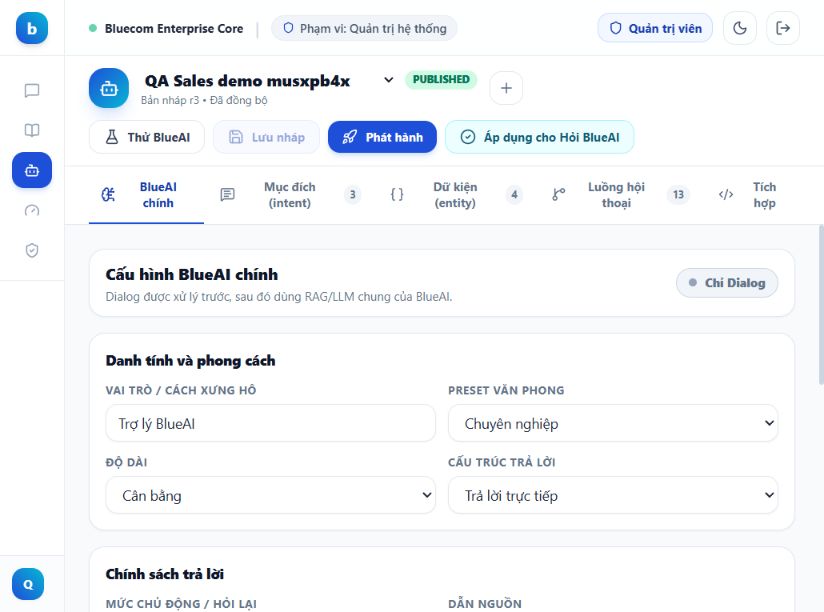 b
Bluecom Enterprise Core
Phạm vi: Quản trị hệ thống
Quản trị viên
QA Sales demo musxpb4x
PUBLISHED
Bản nháp r3 • Đã đồng bộ
Thử BlueAI
Lưu nháp
Phát hành
Áp dụng cho Hỏi BlueAI
BlueAI
chính
Mục đích
(intent)
3
Dữ kiện
(entity)
4
Luồng hội
thoại
13
Tích
hợp
Cấu hình BlueAI chính
Dialog được xử lý trước, sau đó dùng RAG/LLM chung của BlueAI.
Chỉ Dialog
Danh tính và phong cách
VAI TRÒ / CÁCH XƯNG HÔ
PRESET VĂN PHONG
Trợ lý BlueAI
Chuyên nghiệp
ĐỘ DÀI
CẤU TRÚC TRẢ LỜI
Cân bằng
Trả lời trực tiếp
Chính sách trả lời
MỨC CHỦ ĐỘNG / HỎI LẠI
DẪN NGUỒN
Q